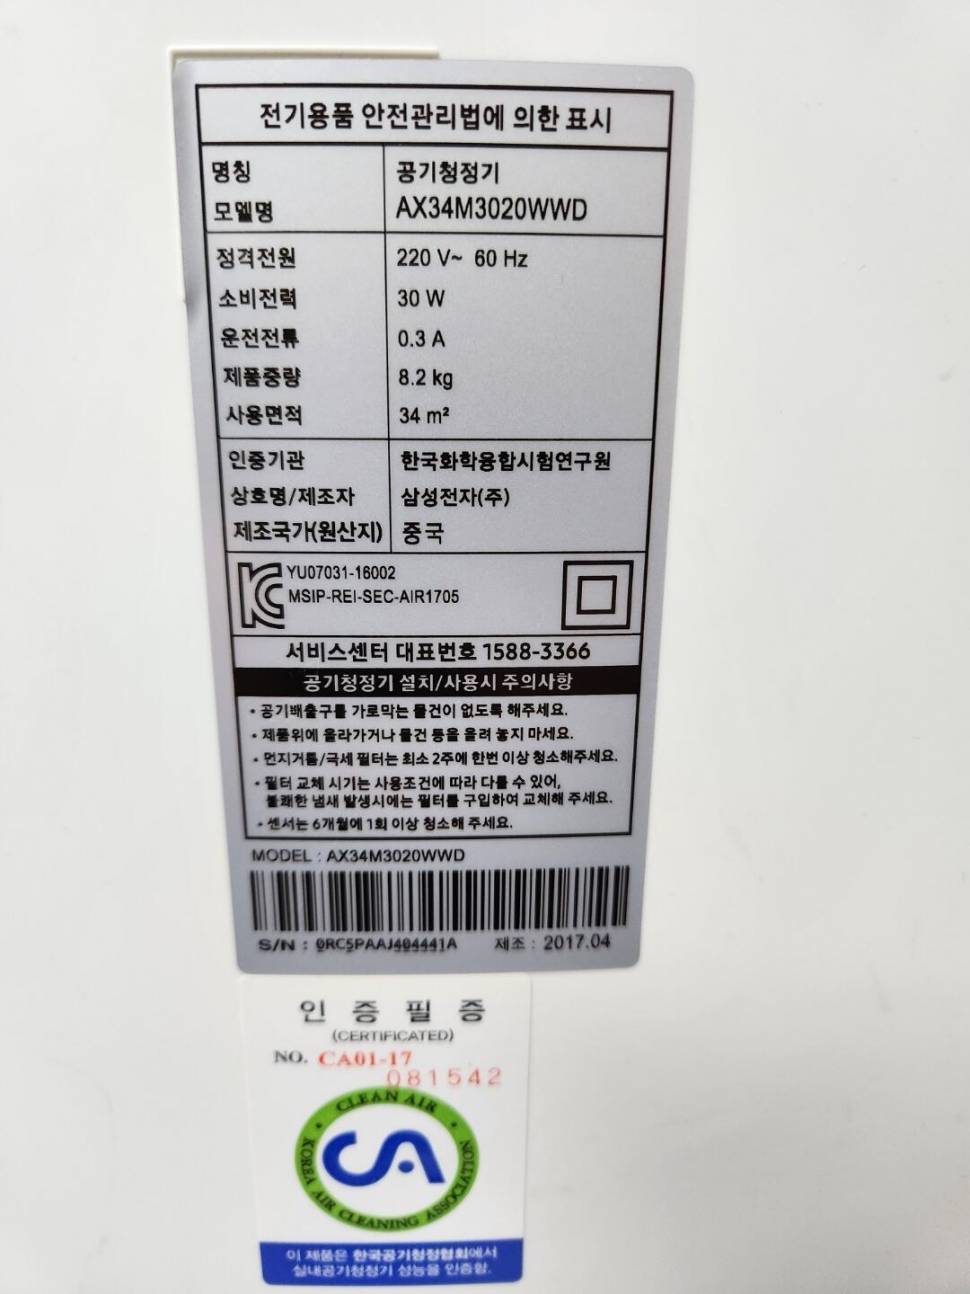 전기용품 안전관리법에 의한 표시
명칭 공기청정기
모델명 AX34M3020WWD
정격전원 220 V~ 60 Hz
소비전력 30 W
운전전류 0.3 A
제품중량 8.2 kg
사용면적 34 m²
인증기관 한국화학융합시험연구원
상호명/제조자 삼성전자(주)
제조국가(원산지) 중국
YU07031-16002
MSIP-REI-SEC-AIR1705
서비스센터 대표번호 1588-3366
공기청정기 설치/사용시 주의사항
• 공기배출구를 가로막는 물건이 없도록 해주세요.
• 제품위에 올라가거나 물건 등을 올려 놓지 마세요.
• 먼지거름/극세 필터는 최소 2주에 한번 이상 청소해주세요.
• 필터 교체 시기는 사용조건에 따라 다를 수 있어,
불쾌한 냄새 발생시에는 필터를 구입하여 교체해 주세요.
• 센서는 6개월에 1회 이상 청소해 주세요.
MODEL : AX34M3020WWD
S/N : 0RC5PAAJ404441A 제조 : 2017.04
인 증 필 증
(CERTIFICATED)
NO. CA01-17
081542
CLEAN AIR
CA
KOREA AIR CLEANING ASSOCIATION
이 제품은 한국공기청정협회에서
실내공기청정기 성능을 인증함.